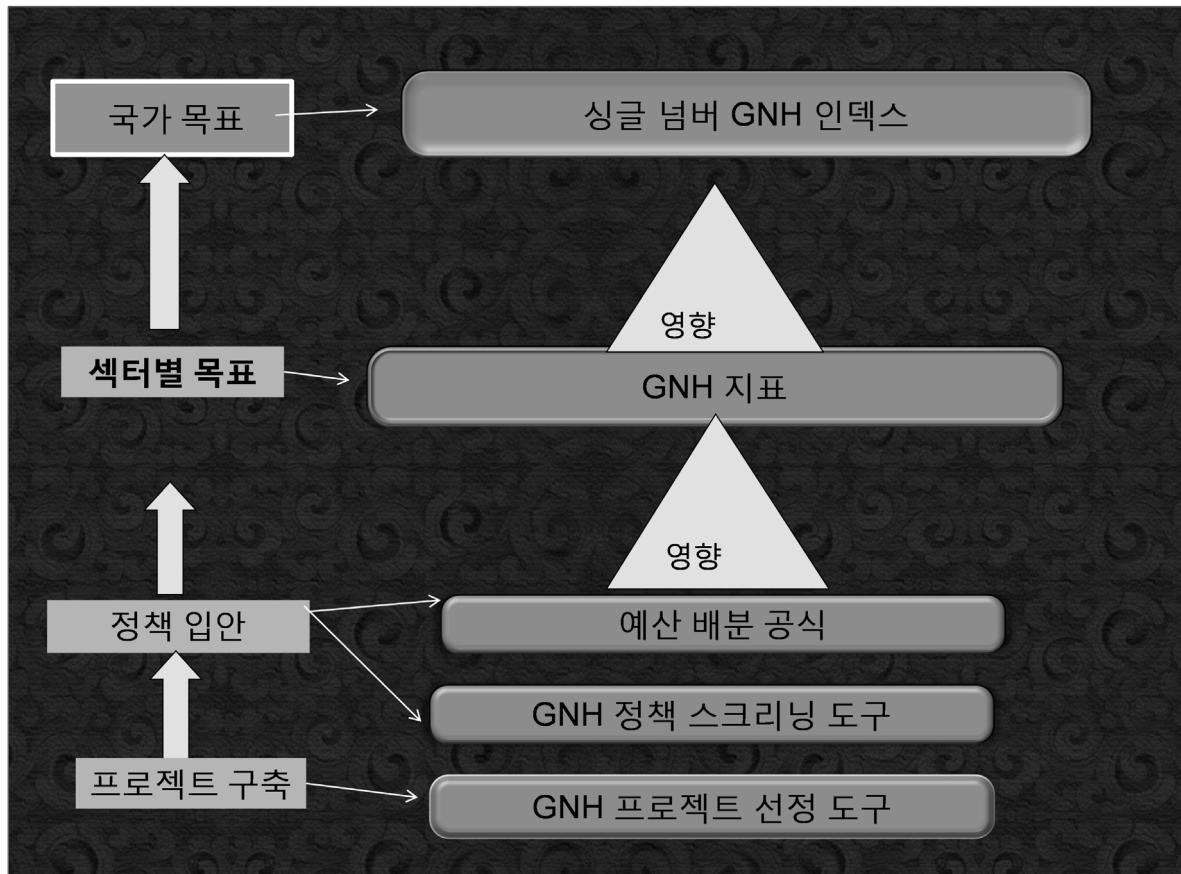 국가 목표
싱글 넘버 GNH 인덱스
영향
섹터별 목표
GNH 지표
영향
정책 입안
예산 배분 공식
GNH 정책 스크리닝 도구
프로젝트 구축
GNH 프로젝트 선정 도구